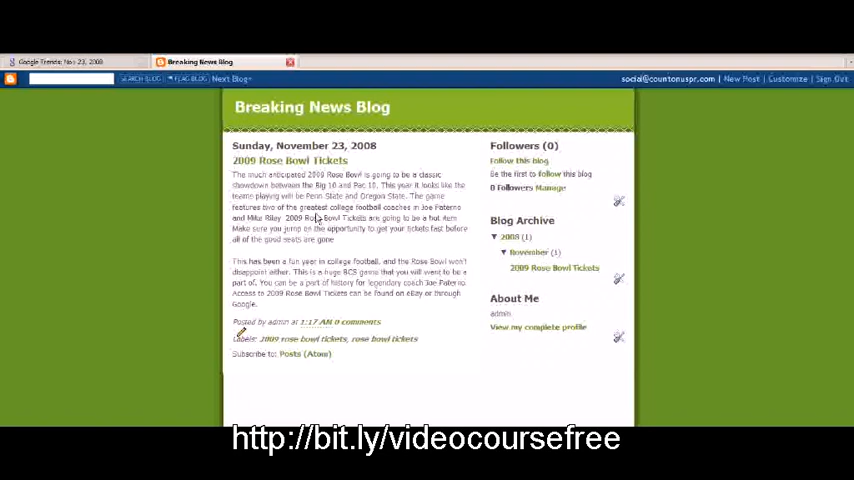 Google Trends: Nov 23, 2008
Breaking News Blog
SEARCH BLOG FLAG BLOG Next Blog»
social@countonuspr.com | New Post | Customize | Sign Out
Breaking News Blog
Sunday, November 23, 2008
2009 Rose Bowl Tickets
The much anticipated 2009 Rose Bowl is going to be a classic
showdown between the Big 10 and Pac 10. This year it looks like the
teams playing will be Penn State and Oregon State. The game
features two of the greatest college football coaches in Joe Paterno
and Mike Riley 2009 Rose Bowl Tickets are going to be a hot item
Make sure you jump on the opportunity to get your tickets fast before
all of the good seats are gone
This has been a fun year in college football, and the Rose Bowl won't
disappoint either. This is a huge BCS game that you will want to be a
part of. You can be a part of history for legendary coach Joe Paterno.
Access to 2009 Rose Bowl Tickets can be found on eBay or through
Google.
Posted by admin at 1:17 AM 0 comments
Labels: 2009 rose bowl tickets, rose bowl tickets
Subscribe to: Posts (Atom)
Followers (0)
Follow this blog
Be the first to follow this blog
0 Followers Manage
Blog Archive
▼ 2008 (1)
▼ November (1)
2009 Rose Bowl Tickets
About Me
admin
View my complete profile
http://bit.ly/videocoursefree